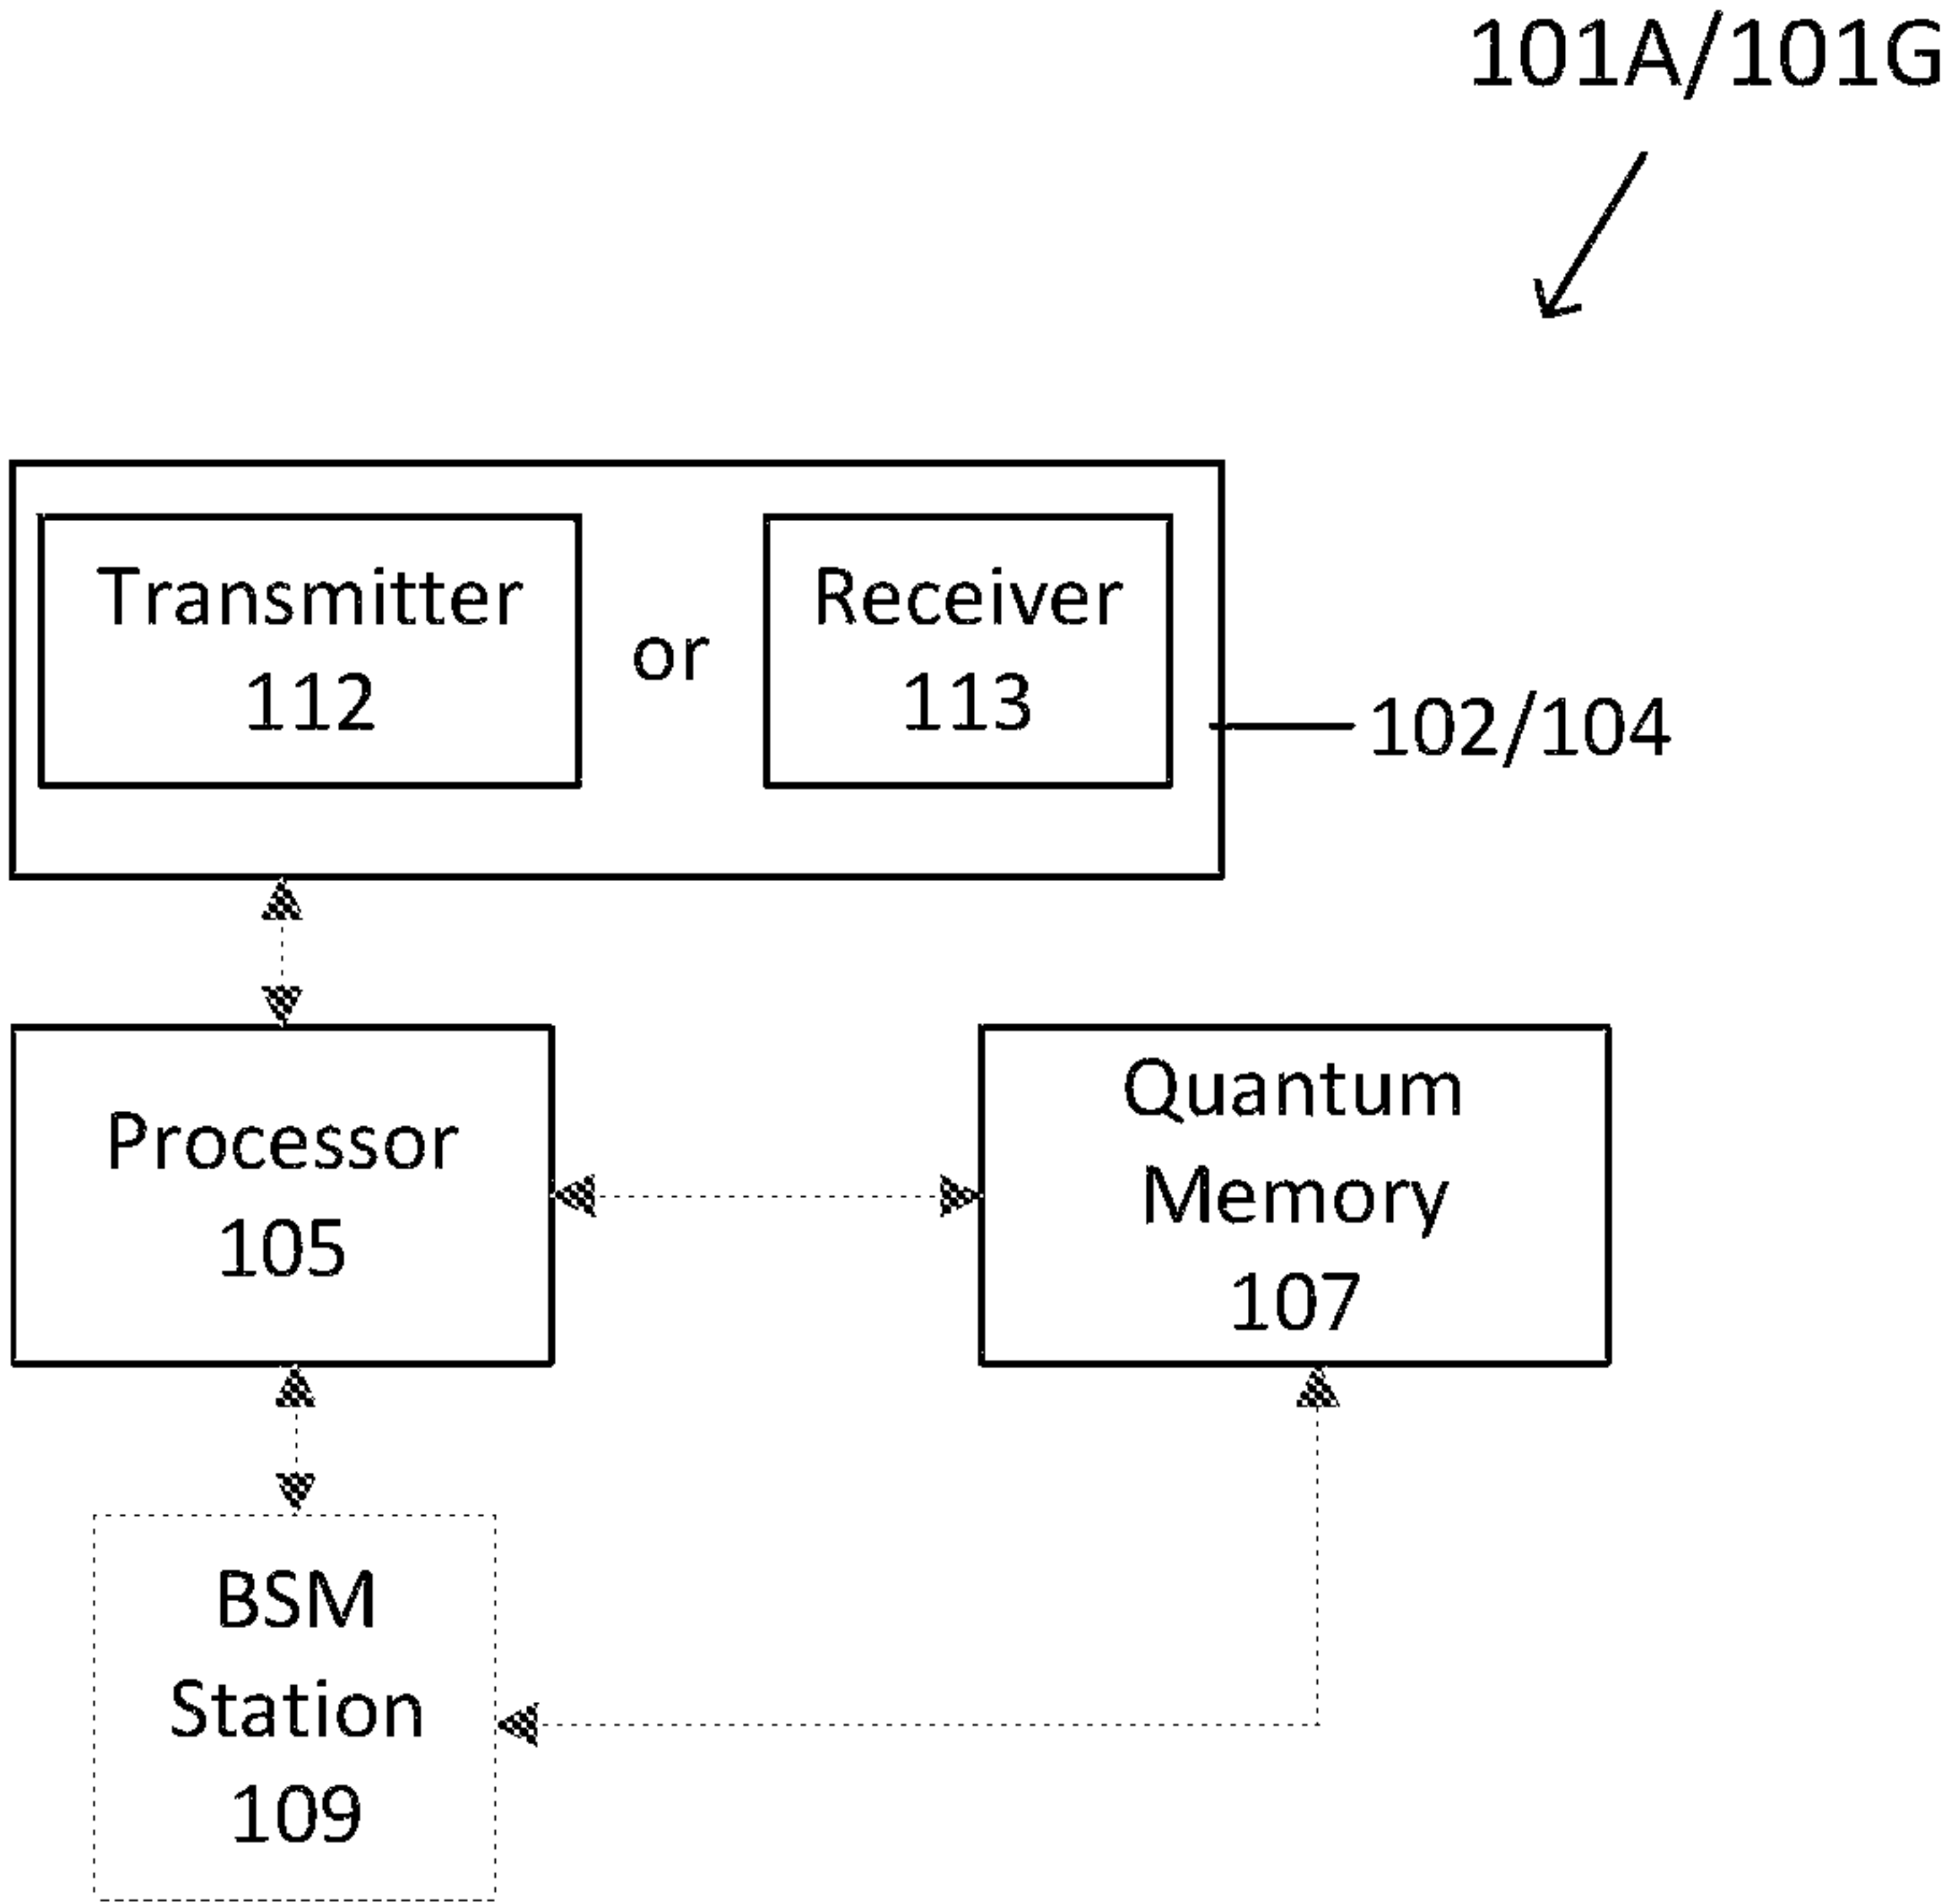 101A/101G
Transmitter
112
or
Receiver
113
102/104
Processor
105
Quantum
Memory
107
BSM
Station
109